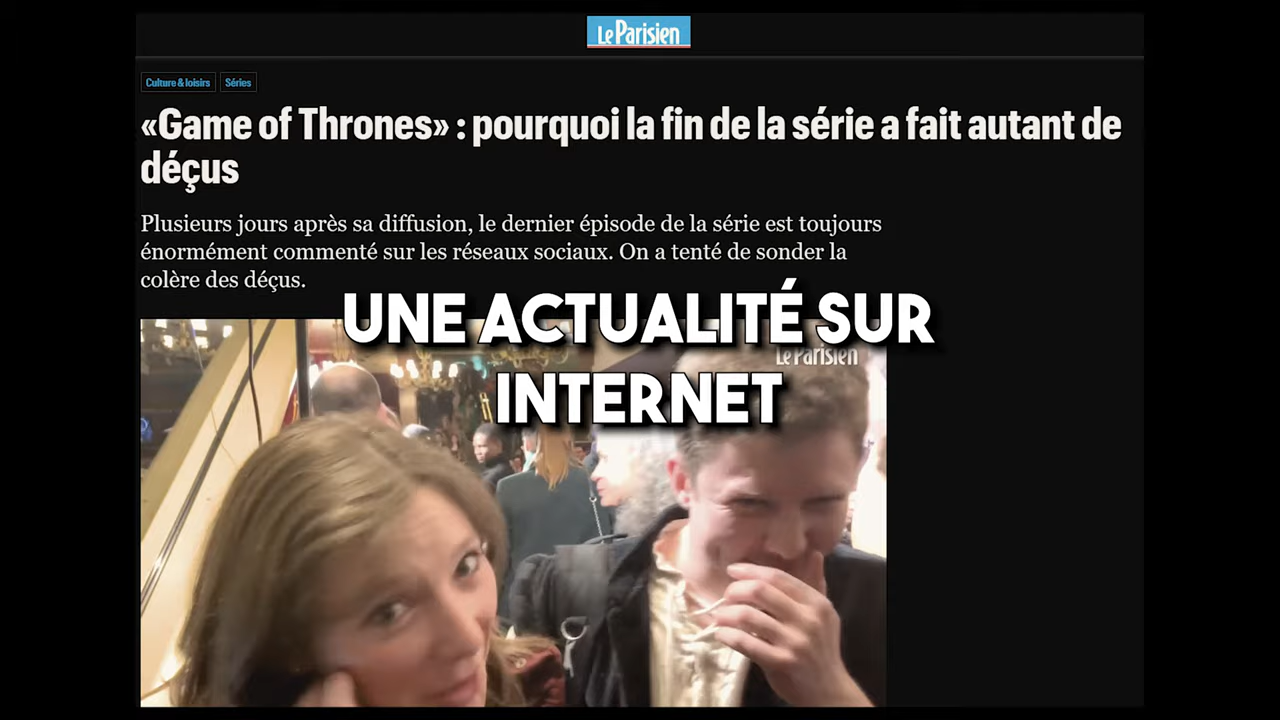 Le Parisien
Culture & loisirs Séries
«Game of Thrones» : pourquoi la fin de la série a fait autant de
déçus
Plusieurs jours après sa diffusion, le dernier épisode de la série est toujours
énormément commenté sur les réseaux sociaux. On a tenté de sonder la
colère des déçus.
UNE ACTUALITÉ SUR
Le Parisien
INTERNET